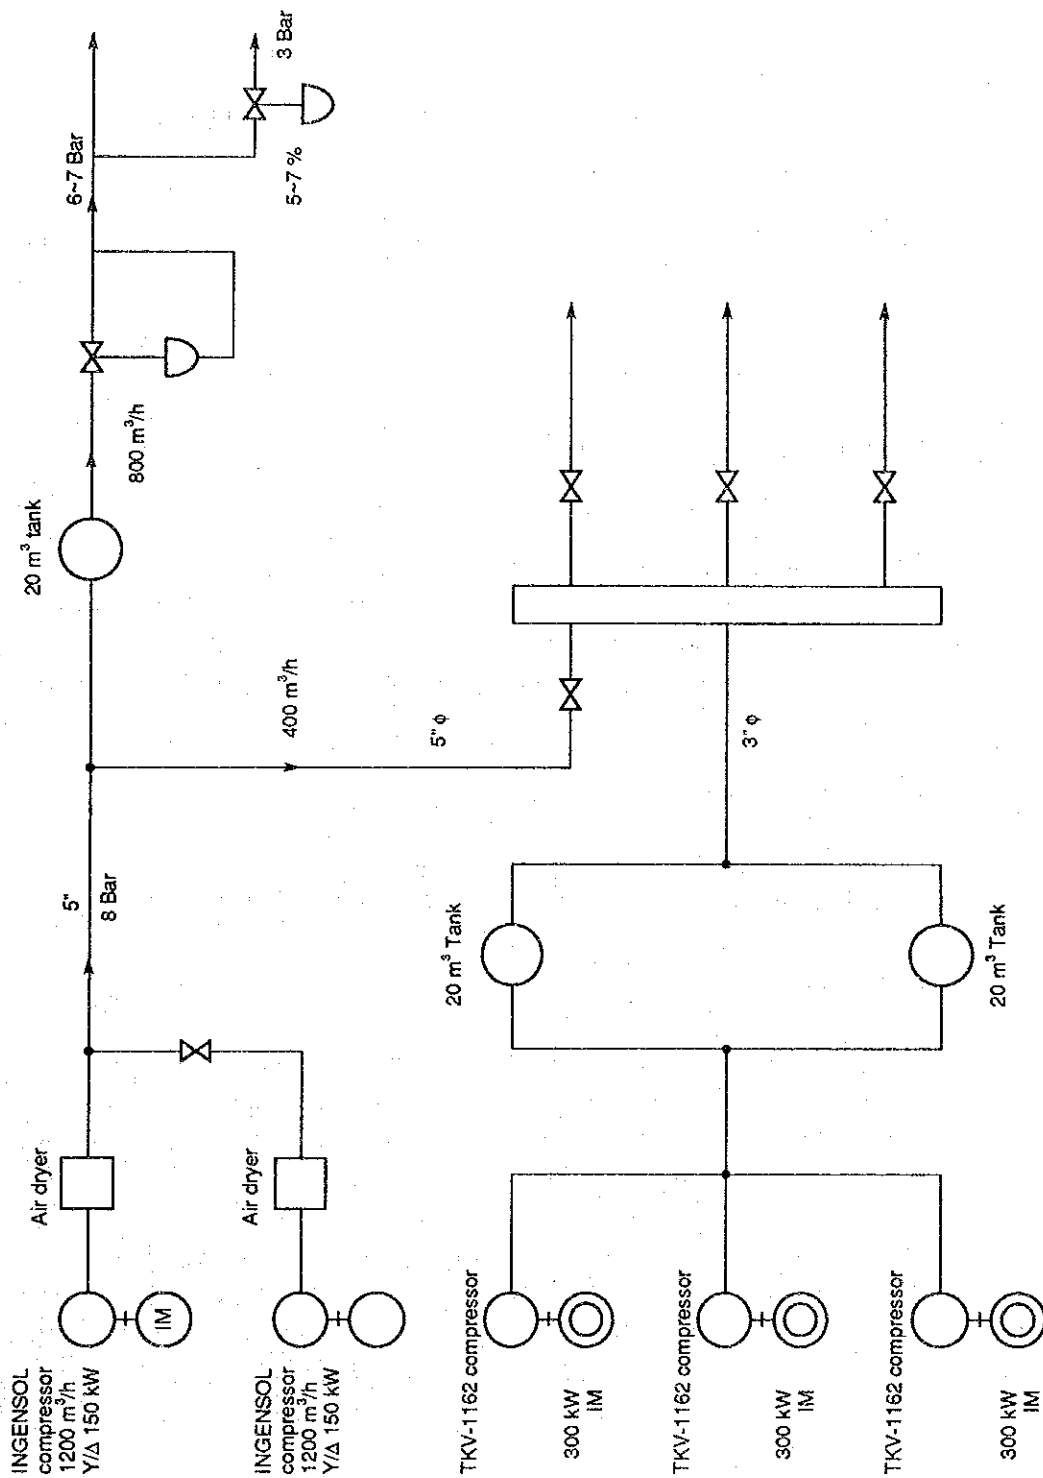 INGENSOL
compressor
1200 m³/h
Y/Δ 150 kW
IM
Air dryer
5"
8 Bar
20 m³ tank
800 m³/h
6~7 Bar
3 Bar
5~7 %
INGENSOL
compressor
1200 m³/h
Y/Δ 150 kW
Air dryer
400 m³/h
5" φ
TKV-1162 compressor
300 kW
IM
20 m³ Tank
3" φ
TKV-1162 compressor
300 kW
IM
20 m³ Tank
TKV-1162 compressor
300 kW
IM